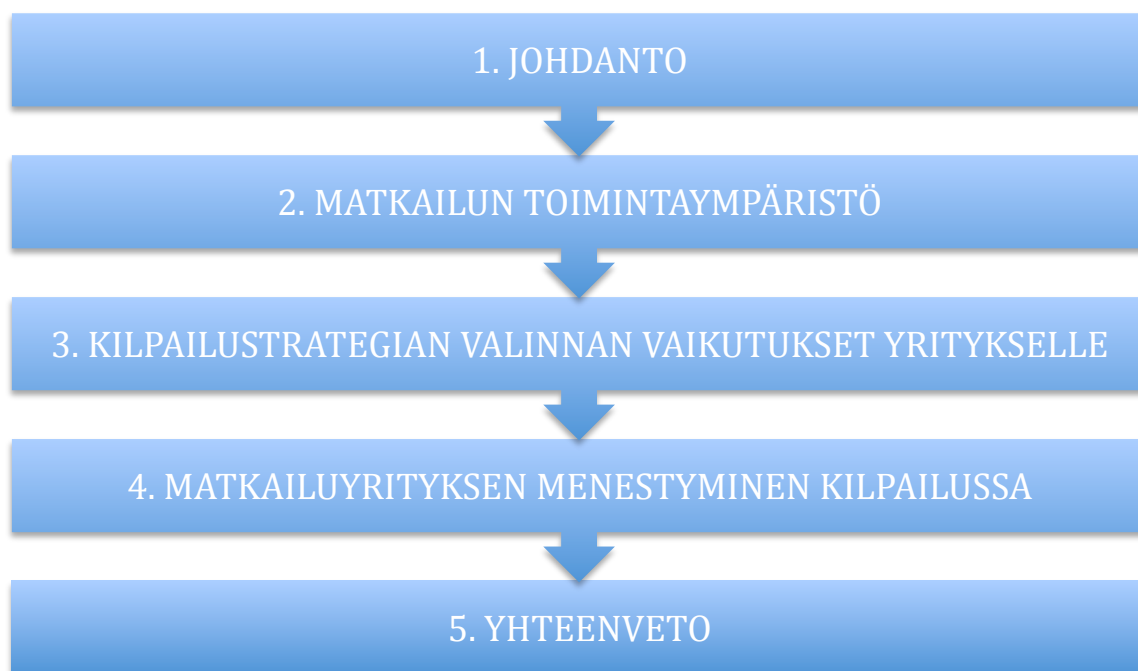 1. JOHDANTO
2. MATKAILUN TOIMINTAYMPÄRISTÖ
3. KILPAILUSTRATEGIAN VALINNAN VAIKUTUKSET YRITYKSELLE
4. MATKAILUYRITYKSEN MENESTYMINEN KILPAILUSSA
5. YHTEENVETO